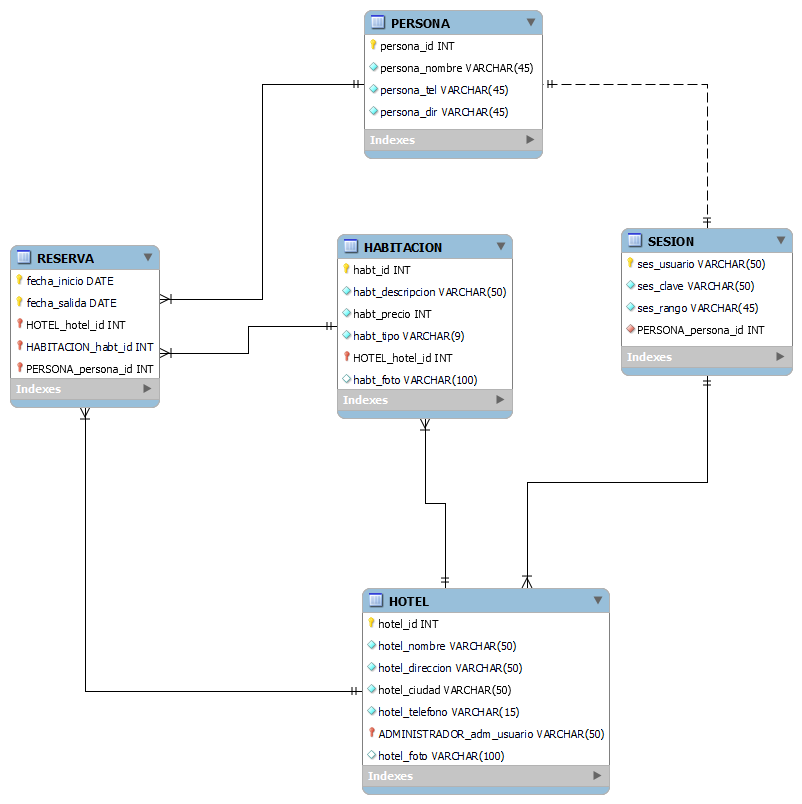 PERSONA
persona_id INT
persona_nombre VARCHAR(45)
persona_tel VARCHAR(45)
persona_dir VARCHAR(45)
Indexes
RESERVA
fecha_inicio DATE
fecha_salida DATE
HOTEL_hotel_id INT
HABITACION_habt_id INT
PERSONA_persona_id INT
Indexes
HABITACION
habt_id INT
habt_descripcion VARCHAR(50)
habt_precio INT
habt_tipo VARCHAR(9)
HOTEL_hotel_id INT
habt_foto VARCHAR(100)
Indexes
SESION
ses_usuario VARCHAR(50)
ses_clave VARCHAR(50)
ses_rango VARCHAR(45)
PERSONA_persona_id INT
Indexes
HOTEL
hotel_id INT
hotel_nombre VARCHAR(50)
hotel_direccion VARCHAR(50)
hotel_ciudad VARCHAR(50)
hotel_telefono VARCHAR(15)
ADMINISTRADOR_adm_usuario VARCHAR(50)
hotel_foto VARCHAR(100)
Indexes